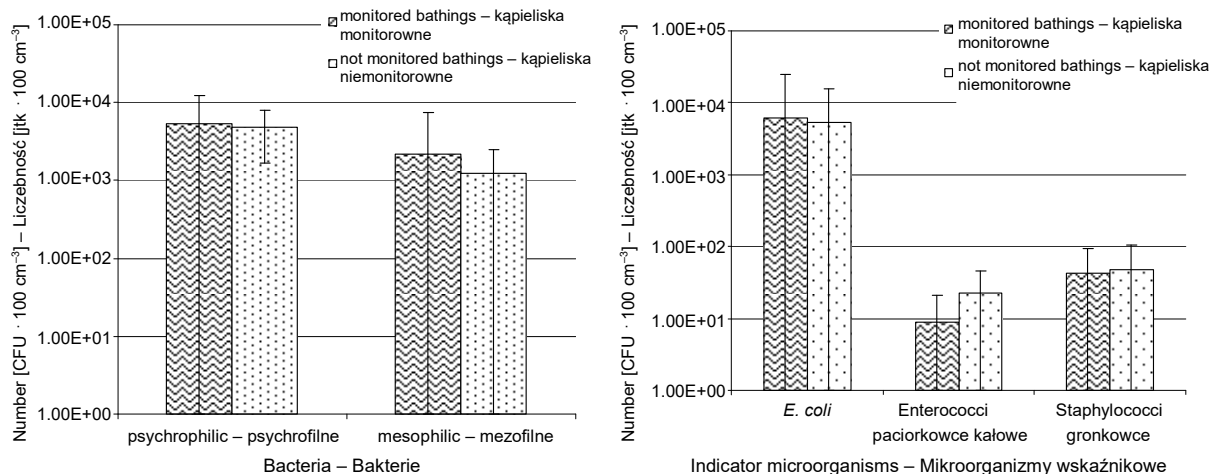 Number [CFU · 100 cm⁻³] – Liczebność [jtk · 100 cm⁻³]
1.00E+05
1.00E+04
1.00E+03
1.00E+02
1.00E+01
1.00E+00
monitored bathings – kąpieliska
monitorowne
not monitored bathings – kąpieliska
niemonitorowne
psychrophilic – psychrofilne
mesophilic – mezofilne
Bacteria – Bakterie
Number [CFU · 100 cm⁻³] – Liczebność [jtk · 100 cm⁻³]
1.00E+05
1.00E+04
1.00E+03
1.00E+02
1.00E+01
1.00E+00
monitored bathings – kąpieliska
monitorowne
not monitored bathings – kąpieliska
niemonitorowne
E. coli
Enterococi
paciorkowce kałowe
Staphylococci
gronkowce
Indicator microorganisms – Mikroorganizmy wskaźnikowe